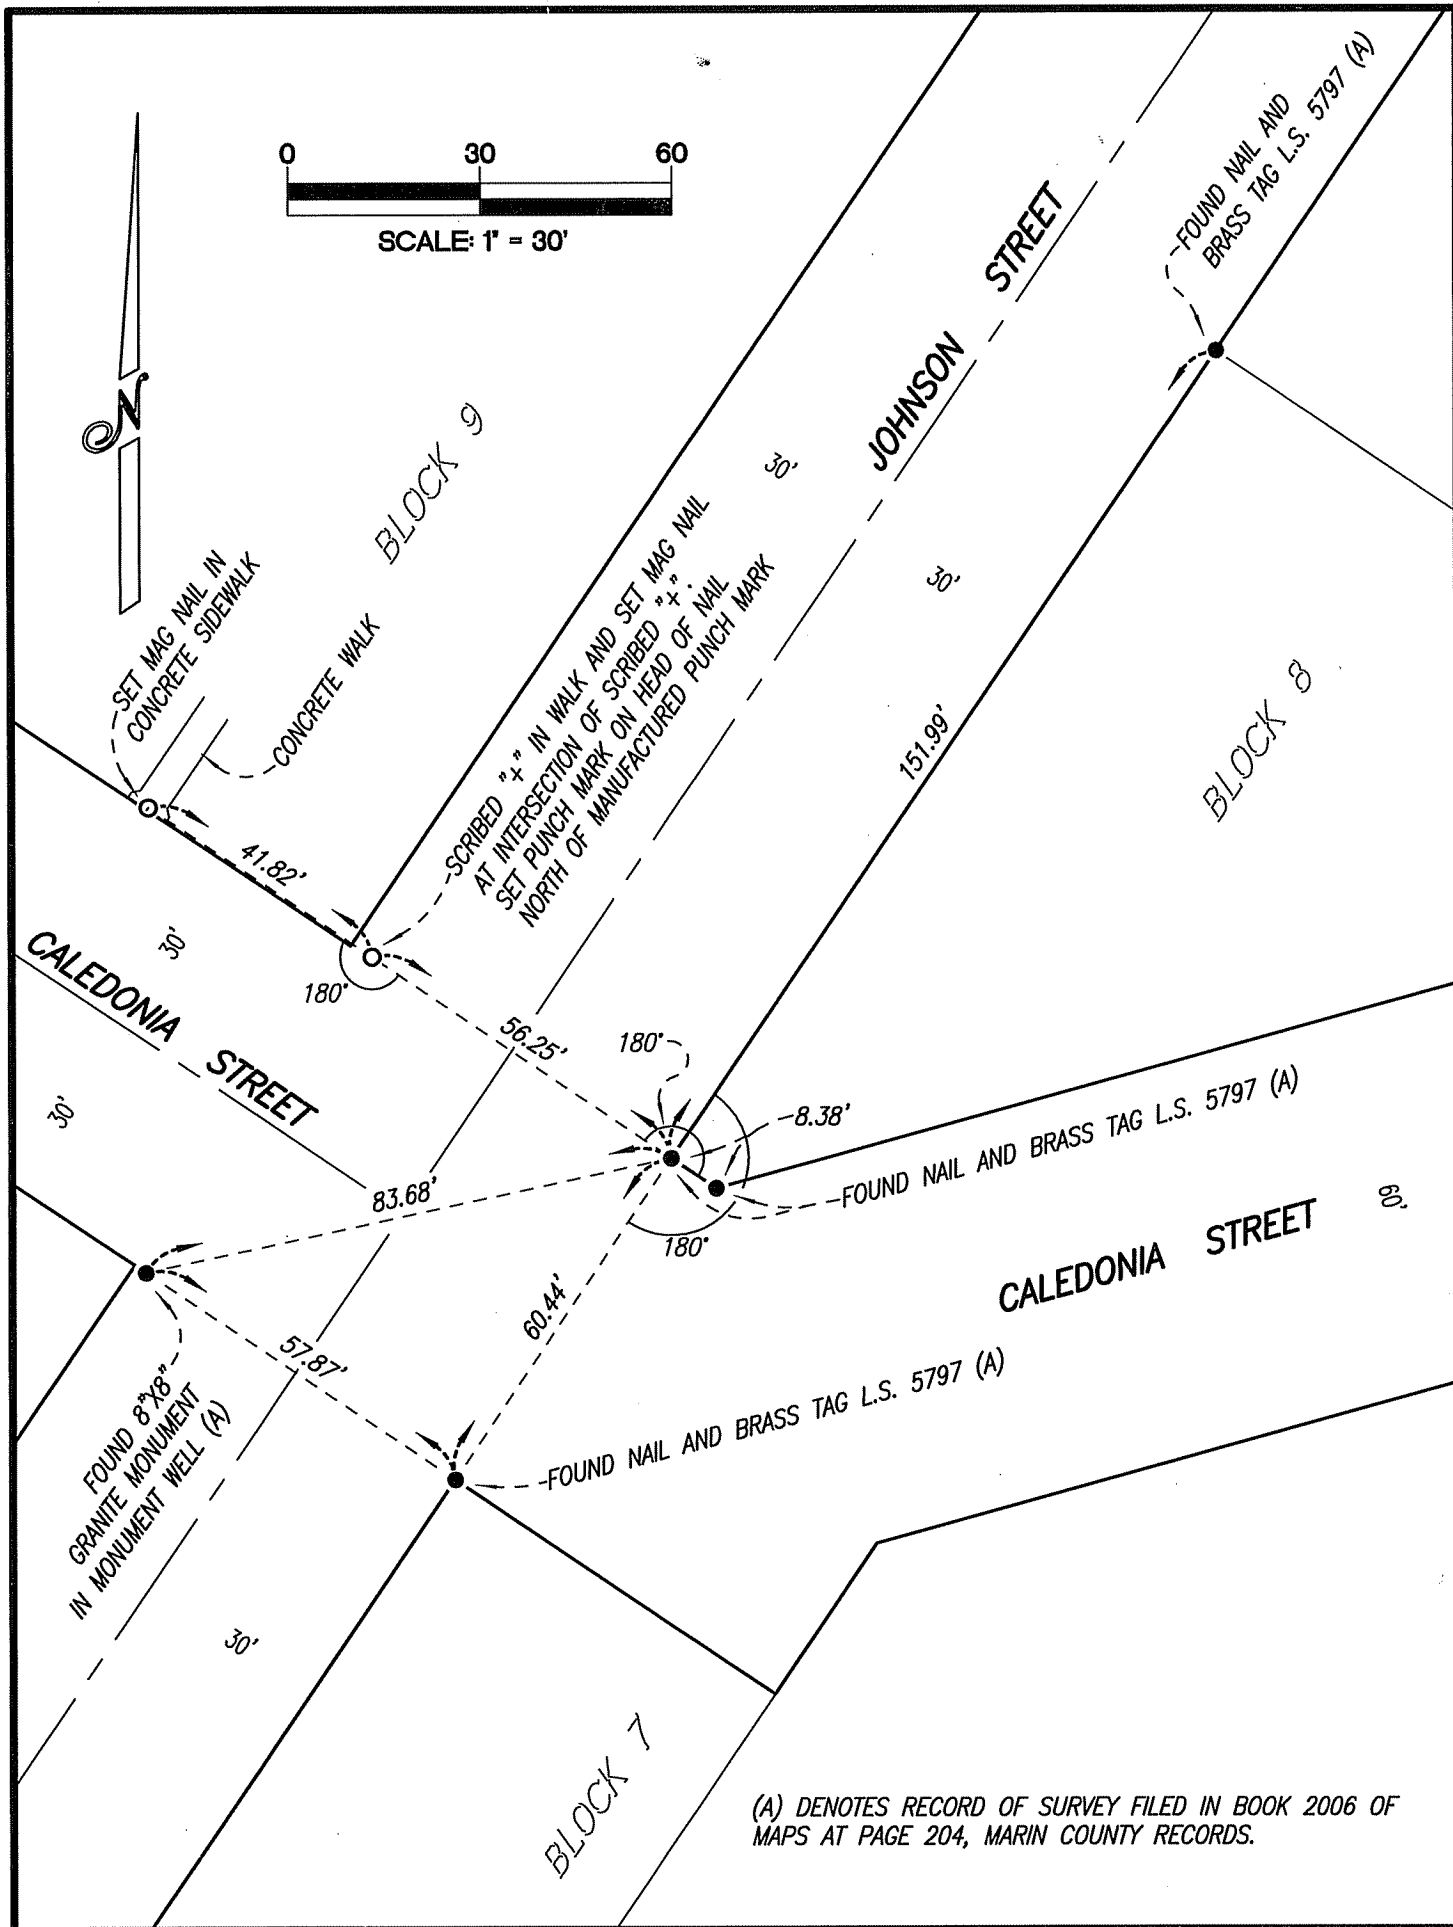 0 30 60
SCALE: 1" = 30'
N
FOUND NAIL AND
BRASS TAG L.S. 5797 (A)
JOHNSON STREET
BLOCK 9
30'
30'
SET MAG NAIL IN
CONCRETE SIDEWALK
CONCRETE WALK
SCRIBED "+" IN WALK AND SET MAG NAIL
AT INTERSECTION OF SCRIBED "+".
SET PUNCH MARK ON HEAD OF NAIL
NORTH OF MANUFACTURED PUNCH MARK
151.99'
BLOCK 8
41.82'
30'
CALEDONIA STREET
180°
56.25'
180°
8.38'
30'
83.68'
FOUND NAIL AND BRASS TAG L.S. 5797 (A)
180°
60'
CALEDONIA STREET
60.44'
57.87'
FOUND 8"X8"
GRANITE MONUMENT
IN MONUMENT WELL (A)
FOUND NAIL AND BRASS TAG L.S. 5797 (A)
30'
BLOCK 7
(A) DENOTES RECORD OF SURVEY FILED IN BOOK 2006 OF
MAPS AT PAGE 204, MARIN COUNTY RECORDS.